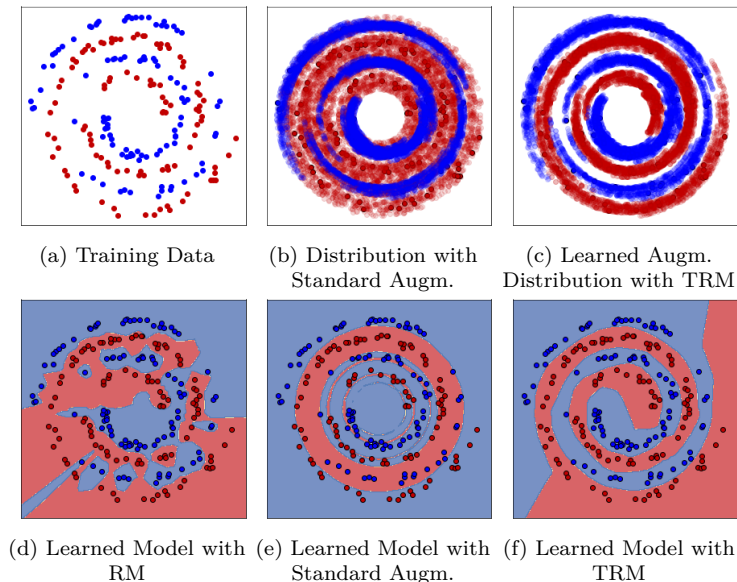 (a) Training Data
(b) Distribution with
Standard Augm.
(c) Learned Augm.
Distribution with TRM
(d) Learned Model with
RM
(e) Learned Model with
Standard Augm.
(f) Learned Model with
TRM